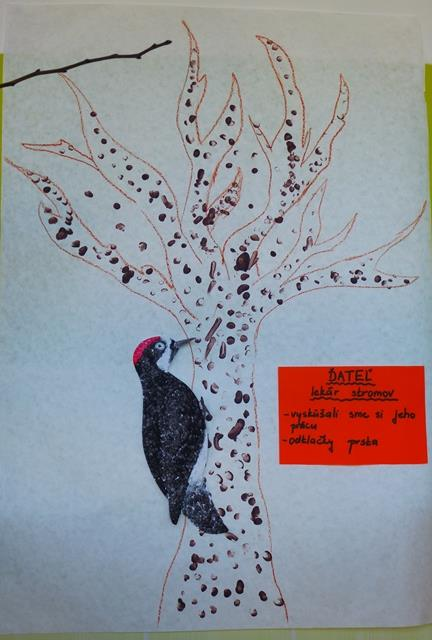 ĎATEĽ
lekár stromov
- vyskúšali sme si jeho
prácu
- odtlačky prsta